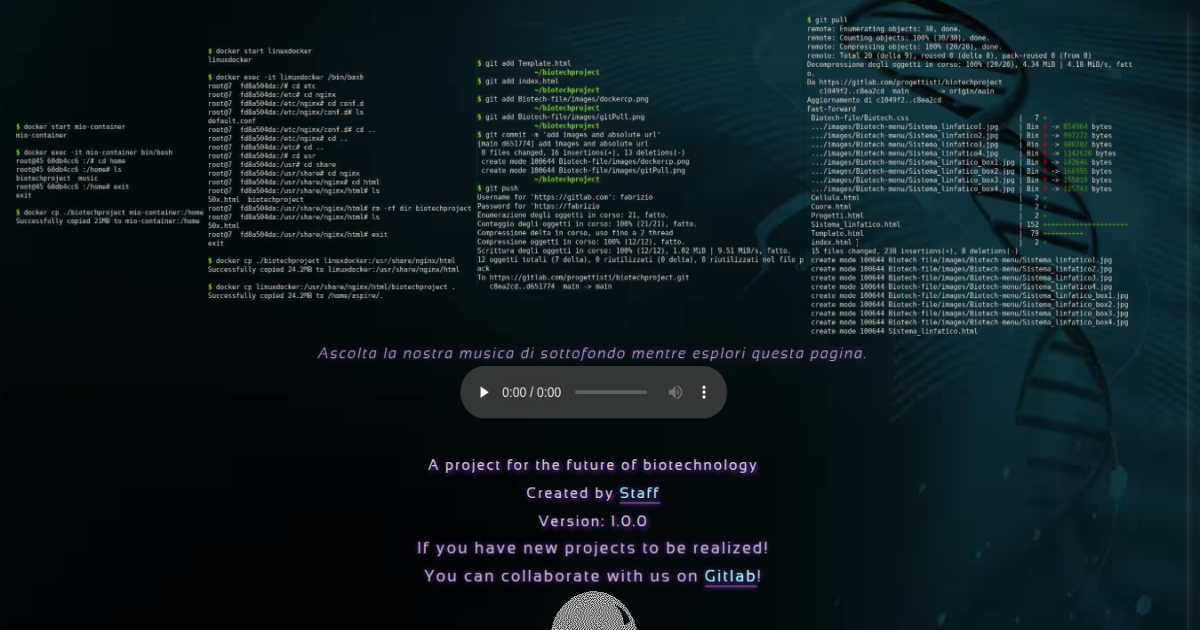 $ docker start mio-container
mio-container
$ docker exec -it mio-container bin/bash
root@45 60db4cc6 :/# cd home
root@45 60db4cc6 :/home# ls
biotechproject  music
root@45 60db4cc6 :/home# exit
exit
$ docker cp ./biotechproject mio-container:/home
Successfully copied 21MB to mio-container:/home
$ docker start linuxdocker
linuxdocker
$ docker exec -it linuxdocker /bin/bash
root@7  fd8a504da:/# cd etc
root@7  fd8a504da:/etc# cd nginx
root@7  fd8a504da:/etc/nginx# cd conf.d
root@7  fd8a504da:/etc/nginx/conf.d# ls
default.conf
root@7  fd8a504da:/etc/nginx/conf.d# cd ..
root@7  fd8a504da:/etc/nginx# cd ..
root@7  fd8a504da:/etc# cd ..
root@7  fd8a504da:/# cd usr
root@7  fd8a504da:/usr# cd share
root@7  fd8a504da:/usr/share# cd nginx
root@7  fd8a504da:/usr/share/nginx# cd html
root@7  fd8a504da:/usr/share/nginx/html# ls
50x.html  biotechproject
root@7  fd8a504da:/usr/share/nginx/html# rm -rf dir biotechproject
root@7  fd8a504da:/usr/share/nginx/html# ls
50x.html
root@7  fd8a504da:/usr/share/nginx/html# exit
exit
$ docker cp ./biotechproject linuxdocker:/usr/share/nginx/html
Successfully copied 24.2MB to linuxdocker:/usr/share/nginx/html
$ docker cp linuxdocker:/usr/share/nginx/html/biotechproject .
Successfully copied 24.2MB to /home/aspire/.
$ git add Template.html
~/biotechproject
$ git add index.html
~/biotechproject
$ git add Biotech-file/images/dockercp.png
~/biotechproject
$ git add Biotech-file/images/gitPull.png
~/biotechproject
$ git commit -m 'add images and absolute url'
[main d651774] add images and absolute url
8 files changed, 16 insertions(+), 13 deletions(-)
create mode 100644 Biotech-file/images/dockercp.png
create mode 100644 Biotech-file/images/gitPull.png
~/biotechproject
$ git push
Username for 'https://gitlab.com': fabrizio
Password for 'https://fabrizio
Enumerazione degli oggetti in corso: 21, fatto.
Conteggio degli oggetti in corso: 100% (21/21), fatto.
Compressione delta in corso, uso fino a 2 thread
Compressione oggetti in corso: 100% (12/12), fatto.
Scrittura degli oggetti in corso: 100% (12/12), 1.02 MiB | 9.51 MiB/s, fatto.
12 oggetti totali (7 delta), 0 riutilizzati (0 delta), 0 riutilizzati nel file p
ack
To https://gitlab.com/progettisti/biotechproject.git
c8ea2cd..d651774  main -> main
$ git pull
remote: Enumerating objects: 38, done.
remote: Counting objects: 100% (30/30), done.
remote: Compressing objects: 100% (20/20), done.
remote: Total 20 (delta 9), reused 0 (delta 0), pack-reused 0 (from 0)
Decompressione degli oggetti in corso: 100% (20/20), 4.34 MiB | 4.18 MiB/s, fatt
o.
Da https://gitlab.com/progettisti/biotechproject
c1049f2..c8ea2cd  main       -> origin/main
Aggiornamento di c1049f2..c8ea2cd
Fast-forward
Biotech-file/Biotech.css | 7 +
.../images/Biotech-menu/Sistema_linfatico1.jpg | Bin -> 854964 bytes
.../images/Biotech-menu/Sistema_linfatico2.jpg | Bin -> 997272 bytes
.../images/Biotech-menu/Sistema_linfatico3.jpg | Bin -> bytes
.../images/Biotech-menu/Sistema_linfatico4.jpg | Bin -> bytes
.../images/Biotech-menu/Sistema_linfatico_box1.jpg | Bin -> bytes
.../images/Biotech-menu/Sistema_linfatico_box2.jpg | Bin -> bytes
.../images/Biotech-menu/Sistema_linfatico_box3.jpg | Bin -> bytes
.../images/Biotech-menu/Sistema_linfatico_box4.jpg | Bin -> bytes
Cellula.html | 2 +
Cuore.html | 2 +
Progetti.html | 2 +
Sistema_linfatico.html | 152 ++++++++++++++++++++
Template.html | 79 ++++++++++
index.html | 2 +
15 files changed, 230 insertions(+), 8 deletions(-)
create mode 100644 Biotech-file/images/Biotech-menu/Sistema_linfatico1.jpg
create mode 100644 Biotech-file/images/Biotech-menu/Sistema_linfatico2.jpg
create mode 100644 Biotech-file/images/Biotech-menu/Sistema_linfatico3.jpg
create mode 100644 Biotech-file/images/Biotech-menu/Sistema_linfatico4.jpg
create mode 100644 Biotech-file/images/Biotech-menu/Sistema_linfatico_box1.jpg
create mode 100644 Biotech-file/images/Biotech-menu/Sistema_linfatico_box2.jpg
create mode 100644 Biotech-file/images/Biotech-menu/Sistema_linfatico_box3.jpg
create mode 100644 Biotech-file/images/Biotech-menu/Sistema_linfatico_box4.jpg
create mode 100644 Sistema_linfatico.html
Ascolta la nostra musica di sottofondo mentre esplori questa pagina.
0:00 / 0:00
A project for the future of biotechnology
Created by Staff
Version: 1.0.0
If you have new projects to be realized!
You can collaborate with us on Gitlab!